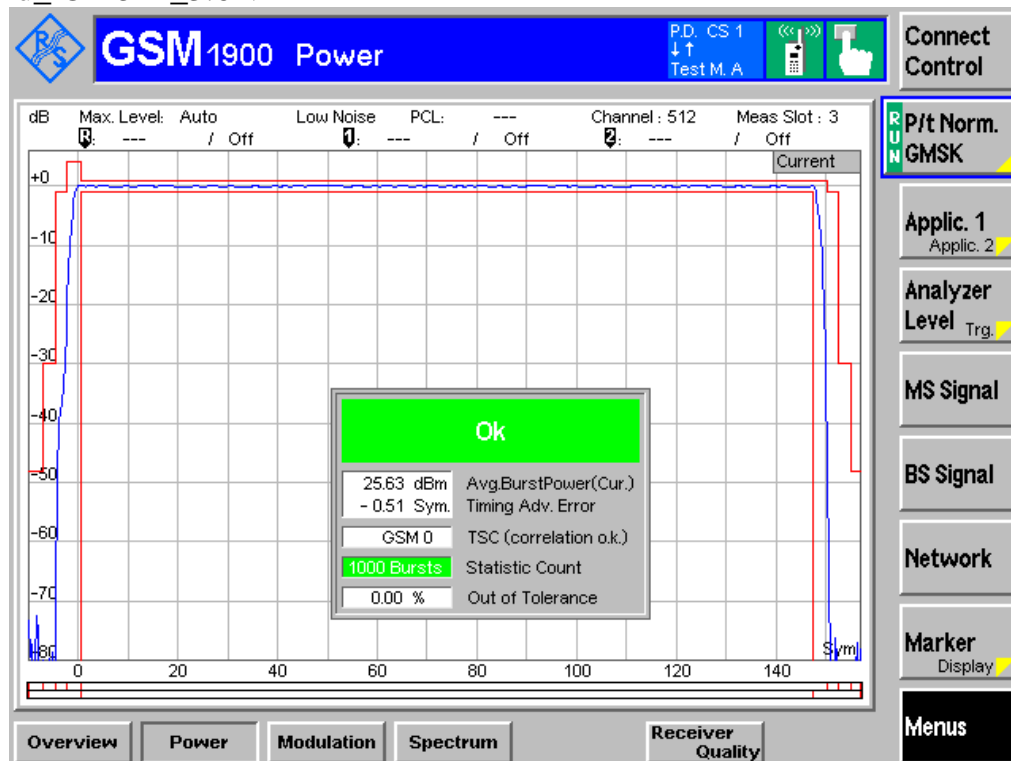 R&S
GSM 1900 Power
P.D. CS 1
↓↑
Test M. A
Connect
Control
dB Max. Level: Auto Low Noise PCL: --- Channel : 512 Meas Slot : 3
R: --- / Off 1: --- / Off 2: --- / Off
Current
RUN
P/t Norm.
GMSK
Applic. 1
Applic. 2
Analyzer
Level Trg.
MS Signal
BS Signal
Network
Marker
Display
Menus
+0
-10
-20
-30
-40
-50
-60
-70
-80
Ok
25.63 dBm Avg.BurstPower(Cur.)
- 0.51 Sym. Timing Adv. Error
GSM 0 TSC (correlation o.k.)
1000 Bursts Statistic Count
0.00 % Out of Tolerance
Sym
0 20 40 60 80 100 120 140
Overview Power Modulation Spectrum Receiver
Quality